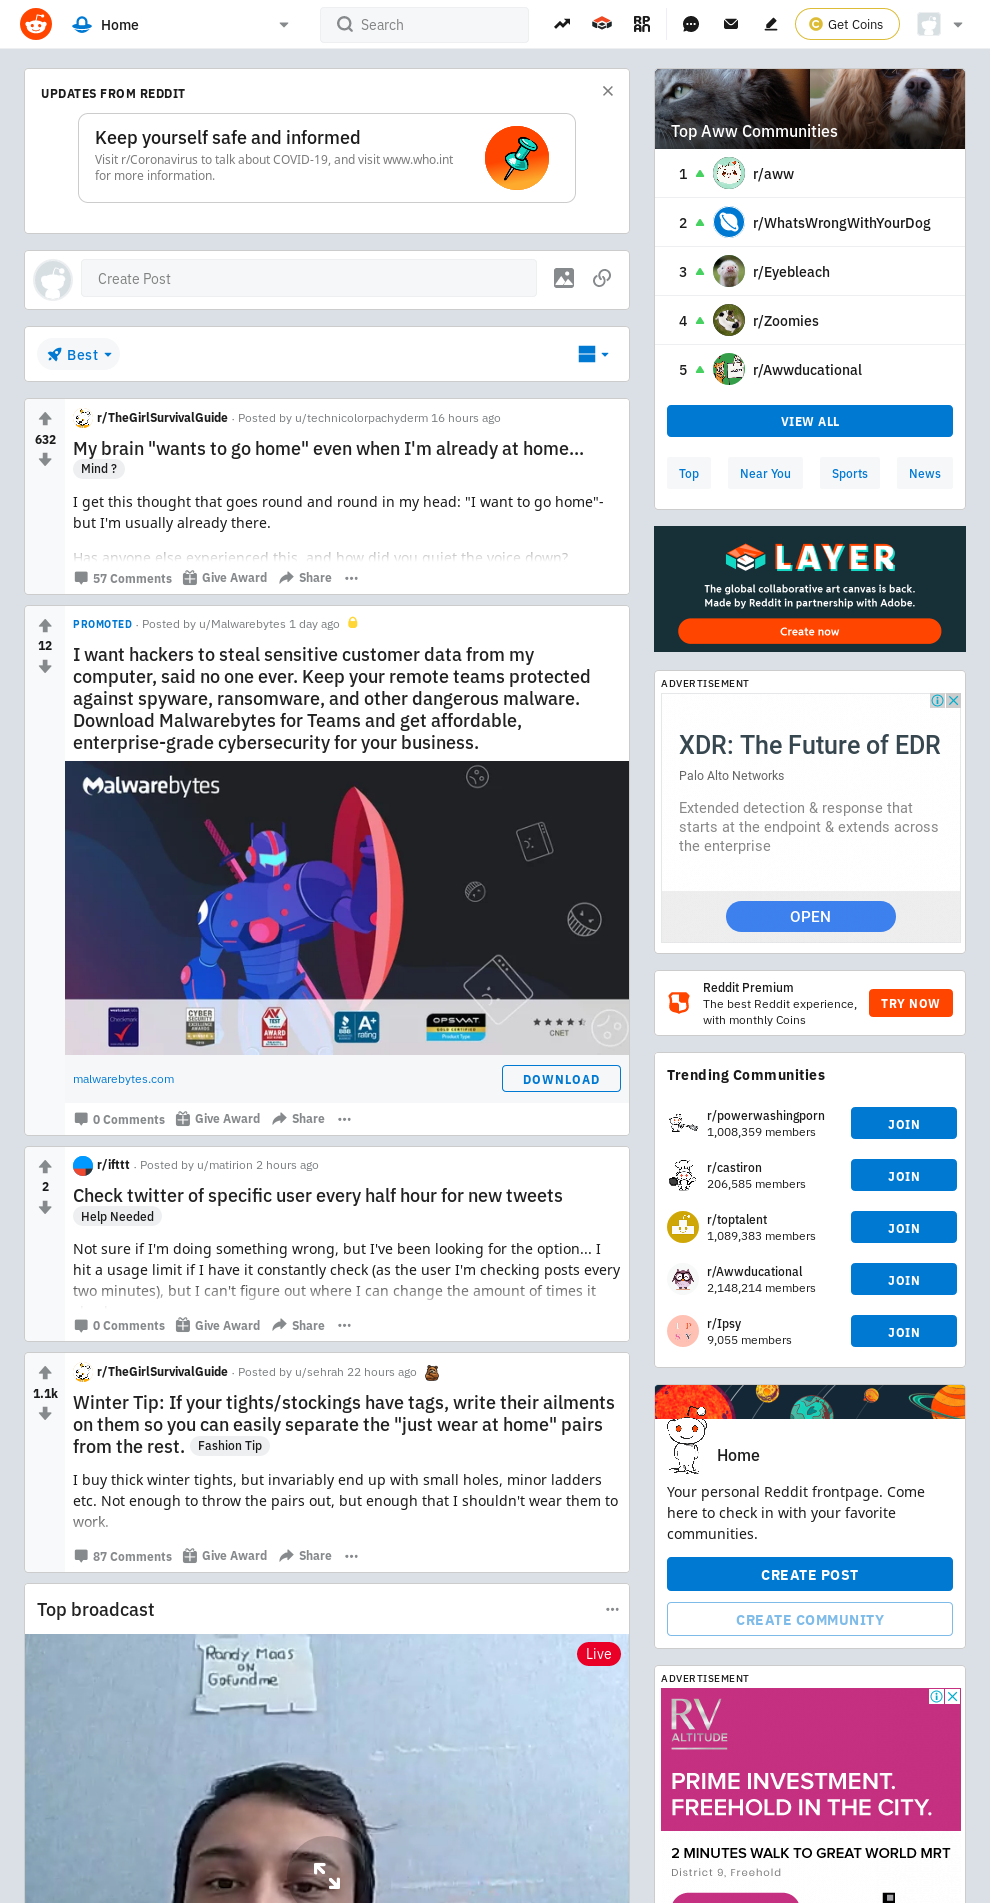 Home
Search
RPAN
Get Coins
UPDATES FROM REDDIT
Keep yourself safe and informed
Visit r/Coronavirus to talk about COVID-19, and visit www.who.int
for more information.
Create Post
Best
r/TheGirlSurvivalGuide · Posted by u/technicolorpachyderm 16 hours ago
632
My brain "wants to go home" even when I'm already at home...
Mind ?
I get this thought that goes round and round in my head: "I want to go home"-
but I'm usually already there.
Has anyone else experienced this, and how did you quiet the voice down?
57 Comments Give Award Share
PROMOTED · Posted by u/Malwarebytes 1 day ago
12
I want hackers to steal sensitive customer data from my
computer, said no one ever. Keep your remote teams protected
against spyware, ransomware, and other dangerous malware.
Download Malwarebytes for Teams and get affordable,
enterprise-grade cybersecurity for your business.
Malwarebytes
CYBER
SECURITY
EXCELLENCE
AWARDS
AV
TEST
AWARD
BBB
A+
rating
OPSWAT.
GOLD CERTIFIED
Product Type
CNET
malwarebytes.com
DOWNLOAD
0 Comments Give Award Share
r/ifttt · Posted by u/matirion 2 hours ago
2
Check twitter of specific user every half hour for new tweets
Help Needed
Not sure if I'm doing something wrong, but I've been looking for the option... I
hit a usage limit if I have it constantly check (as the user I'm checking posts every
two minutes), but I can't figure out where I can change the amount of times it
0 Comments Give Award Share
r/TheGirlSurvivalGuide · Posted by u/sehrah 22 hours ago
1.1k
Winter Tip: If your tights/stockings have tags, write their ailments
on them so you can easily separate the "just wear at home" pairs
from the rest. Fashion Tip
I buy thick winter tights, but invariably end up with small holes, minor ladders
etc. Not enough to throw the pairs out, but enough that I shouldn't wear them to
work.
87 Comments Give Award Share
Top broadcast
Randy Maas
ON
Gofundme
Live
Top Aww Communities
1 r/aww
2 r/WhatsWrongWithYourDog
3 r/Eyebleach
4 r/Zoomies
5 r/Awwducational
VIEW ALL
Top Near You Sports News
LAYER
The global collaborative art canvas is back.
Made by Reddit in partnership with Adobe.
Create now
ADVERTISEMENT
XDR: The Future of EDR
Palo Alto Networks
Extended detection & response that
starts at the endpoint & extends across
the enterprise
OPEN
Reddit Premium
The best Reddit experience,
with monthly Coins
TRY NOW
Trending Communities
r/powerwashingporn
1,008,359 members
JOIN
r/castiron
206,585 members
JOIN
r/toptalent
1,089,383 members
JOIN
r/Awwducational
2,148,214 members
JOIN
r/Ipsy
9,055 members
JOIN
Home
Your personal Reddit frontpage. Come
here to check in with your favorite
communities.
CREATE POST
CREATE COMMUNITY
ADVERTISEMENT
RV
ALTITUDE
PRIME INVESTMENT.
FREEHOLD IN THE CITY.
2 MINUTES WALK TO GREAT WORLD MRT
District 9, Freehold